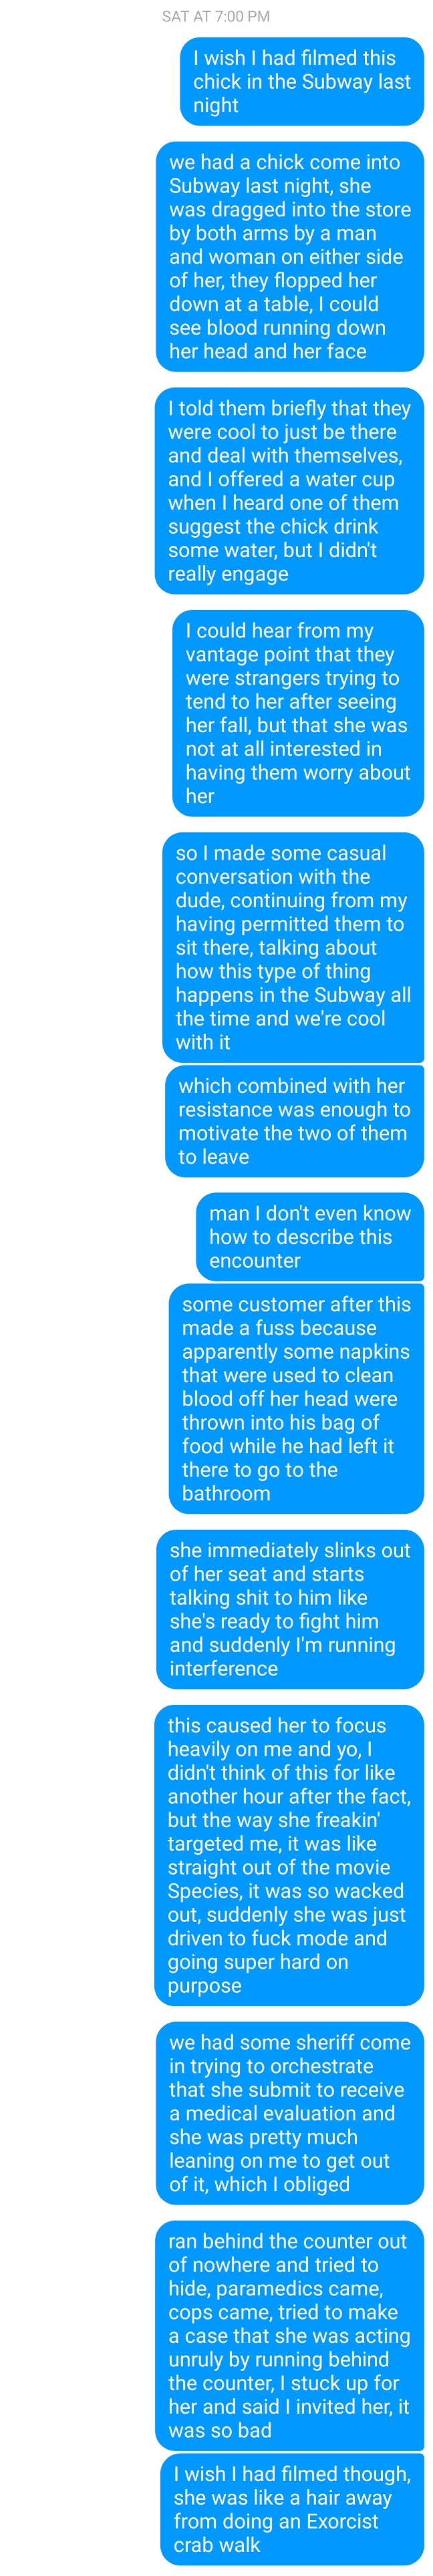 SAT AT 7:00 PM
I wish I had filmed this
chick in the Subway last
night
we had a chick come into
Subway last night, she
was dragged into the store
by both arms by a man
and woman on either side
of her, they flopped her
down at a table, I could
see blood running down
her head and her face
I told them briefly that they
were cool to just be there
and deal with themselves,
and I offered a water cup
when I heard one of them
suggest the chick drink
some water, but I didn't
really engage
I could hear from my
vantage point that they
were strangers trying to
tend to her after seeing
her fall, but that she was
not at all interested in
having them worry about
her
so I made some casual
conversation with the
dude, continuing from my
having permitted them to
sit there, talking about
how this type of thing
happens in the Subway all
the time and we're cool
with it
which combined with her
resistance was enough to
motivate the two of them
to leave
man I don't even know
how to describe this
encounter
some customer after this
made a fuss because
apparently some napkins
that were used to clean
blood off her head were
thrown into his bag of
food while he had left it
there to go to the
bathroom
she immediately slinks out
of her seat and starts
talking shit to him like
she's ready to fight him
and suddenly I'm running
interference
this caused her to focus
heavily on me and yo, I
didn't think of this for like
another hour after the fact,
but the way she freakin'
targeted me, it was like
straight out of the movie
Species, it was so wacked
out, suddenly she was just
driven to fuck mode and
going super hard on
purpose
we had some sheriff come
in trying to orchestrate
that she submit to receive
a medical evaluation and
she was pretty much
leaning on me to get out
of it, which I obliged
ran behind the counter out
of nowhere and tried to
hide, paramedics came,
cops came, tried to make
a case that she was acting
unruly by running behind
the counter, I stuck up for
her and said I invited her, it
was so bad
I wish I had filmed though,
she was like a hair away
from doing an Exorcist
crab walk